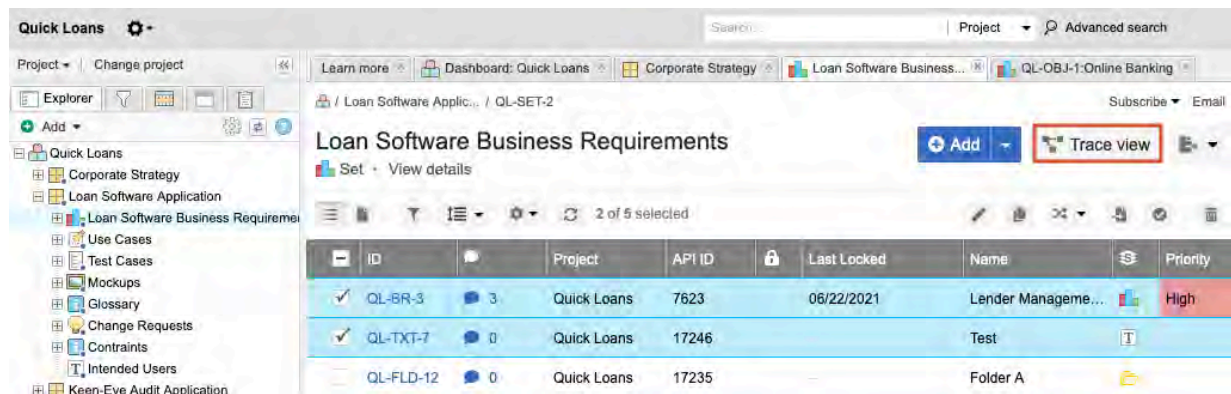 Quick Loans
Search... Project Advanced search
Project Change project
Learn more Dashboard: Quick Loans Corporate Strategy Loan Software Business... QL-OBJ-1:Online Banking
Explorer
/ Loan Software Applic... / QL-SET-2
Subscribe Email
Add
Loan Software Business Requirements
Add
Trace view
Set · View details
Quick Loans
Corporate Strategy
Loan Software Application
Loan Software Business Requiremen
Use Cases
Test Cases
Mockups
Glossary
Change Requests
Contraints
T Intended Users
Keen-Eye Audit Application
2 of 5 selected
ID Project API ID Last Locked Name Priority
QL-BR-3 3 Quick Loans 7623 06/22/2021 Lender Manageme... High
QL-TXT-7 0 Quick Loans 17246 Test T
QL-FLD-12 0 Quick Loans 17235 Folder A